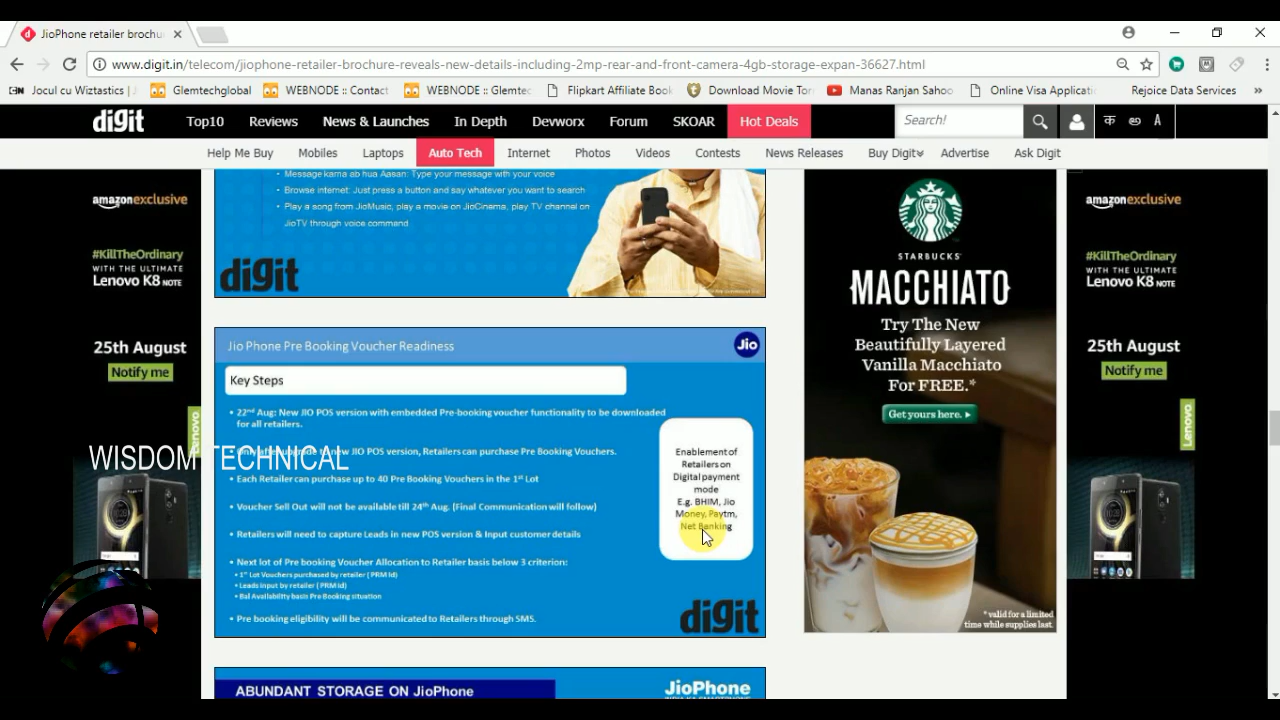 JioPhone retailer brochu
www.digit.in/telecom/jiophone-retailer-brochure-reveals-new-details-including-2mp-rear-and-front-camera-4gb-storage-expan-36627.html
Jocul cu Wiztastics |
Glemtechglobal
WEBNODE :: Contact
WEBNODE :: Glemtec
Flipkart Affiliate Book
Download Movie Tor
Manas Ranjan Sahoo
Online Visa Applicati
Rejoice Data Services
digit
Top10
Reviews
News & Launches
In Depth
Devworx
Forum
SKOAR
Hot Deals
Search!
क
అ
A
Help Me Buy
Mobiles
Laptops
Auto Tech
Internet
Photos
Videos
Contests
News Releases
Buy Digit
Advertise
Ask Digit
amazonexclusive
#KillTheOrdinary
WITH THE ULTIMATE
Lenovo K8 NOTE
25th August
Notify me
Lenovo
• Message karna ab hua Aasan: Type your message with your voice
• Browse internet: Just press a button and say whatever you want to search
• Play a song from JioMusic, play a movie on JioCinema, play TV channel on
JioTV through voice command
digit
Jio Phone Pre Booking Voucher Readiness
Jio
Key Steps
• 22nd Aug: New JIO POS version with embedded Pre-booking voucher functionality to be downloaded
for all retailers.
new JIO POS version, Retailers can purchase Pre Booking Vouchers.
• Each Retailer can purchase up to 40 Pre Booking Vouchers in the 1st Lot
• Voucher Sell Out will not be available till 24th Aug. (Final Communication will follow)
• Retailers will need to capture Leads in new POS version & Input customer details
• Next lot of Pre booking Voucher Allocation to Retailer basis below 3 criterion:
• 1st Lot Vouchers purchased by retailer ( PRM Id)
• Leads input by retailer ( PRM Id)
• Bal Availability basis Pre Booking situation
• Pre booking eligibility will be communicated to Retailers through SMS.
Enablement of
Retailers on
Digital payment
mode
E.g. BHIM, Jio
Money, Paytm,
Net Banking
digit
WISDOM TECHNICAL
ABUNDANT STORAGE ON JioPhone
JioPhone
STARBUCKS
MACCHIATO
Try The New
Beautifully Layered
Vanilla Macchiato
For FREE.*
Get yours here. ▸
*valid for a limited
time while supplies last.
amazonexclusive
#KillTheOrdinary
WITH THE ULTIMATE
Lenovo K8 NOTE
25th August
Notify me
Lenovo